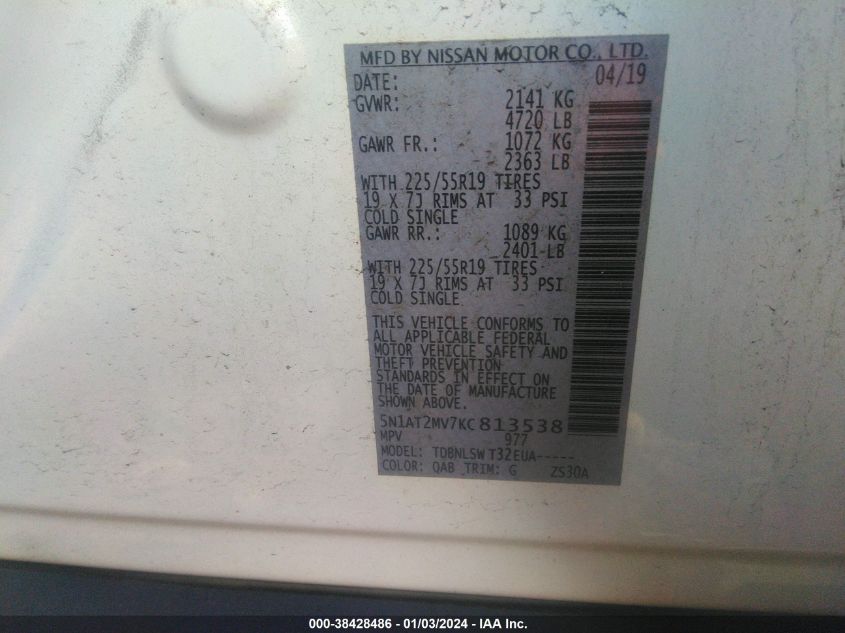 MFD BY NISSAN MOTOR CO., LTD.
DATE: 04/19
GVWR: 2141 KG
4720 LB
GAWR FR.: 1072 KG
2363 LB
WITH 225/55R19 TIRES
19 X 7J RIMS AT 33 PSI
COLD SINGLE
GAWR RR.: 1089 KG
2401 LB
WITH 225/55R19 TIRES
19 X 7J RIMS AT 33 PSI
COLD SINGLE
THIS VEHICLE CONFORMS TO
ALL APPLICABLE FEDERAL
MOTOR VEHICLE SAFETY AND
THEFT PREVENTION
STANDARDS IN EFFECT ON
THE DATE OF MANUFACTURE
SHOWN ABOVE.
5N1AT2MV7KC813538
MPV 977
MODEL: TDBNLSW T32EUA-----
COLOR: QAB TRIM: G ZS30A
000-38428486 - 01/03/2024 - IAA Inc.